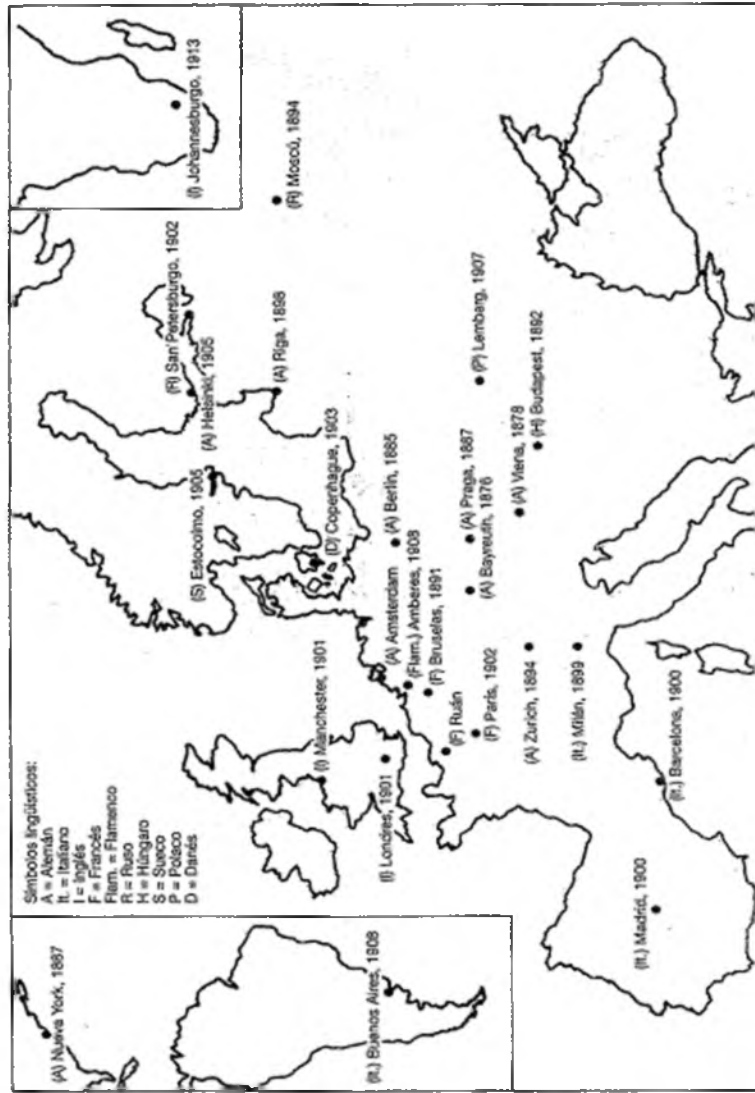 Símbolos lingüísticos:
A = Alemán
It. = Italiano
I = Inglés
F = Francés
Flam. = Flamenco
R = Ruso
H = Húngaro
S = Sueco
P = Polaco
D = Danés
(A) Nueva York, 1887
(It.) Buenos Aires, 1908
(I) Johannesburgo, 1913
(R) San Petersburgo, 1902
(A) Helsinki, 1905
(S) Estocolmo, 1905
(R) Moscú, 1894
(A) Riga, 1898
(D) Copenhague, 1903
(I) Manchester, 1901
(I) Londres, 1901
(A) Berlín, 1885
(A) Amsterdam
(Flam.) Amberes, 1908
(F) Bruselas, 1891
(F) Ruán
(F) París, 1902
(A) Praga, 1887
(A) Bayreuth, 1876
(P) Lemberg, 1907
(A) Viena, 1878
(H) Budapest, 1892
(A) Zurich, 1894
(It.) Milán, 1899
(It.) Barcelona, 1900
(It.) Madrid, 1900